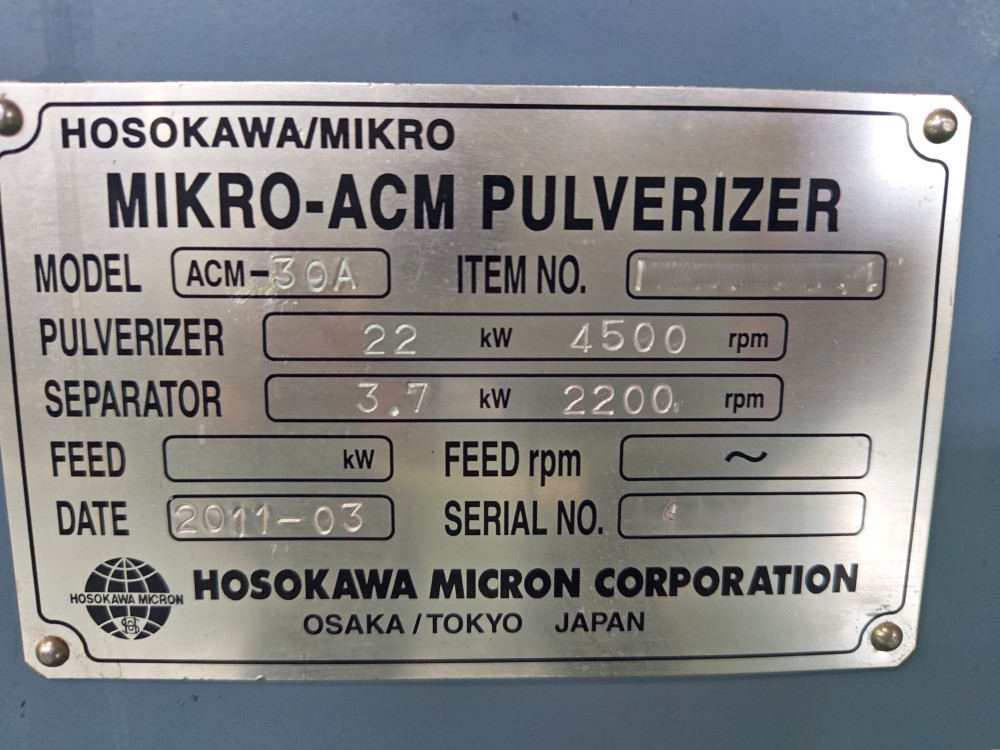 HOSOKAWA/MIKRO
MIKRO-ACM PULVERIZER
MODEL ACM-30A ITEM NO.
PULVERIZER 22 kW 4500 rpm
SEPARATOR 3.7 kW 2200 rpm
FEED kW FEED rpm ~
DATE 2011-03 SERIAL NO.
HOSOKAWA MICRON HOSOKAWA MICRON CORPORATION
OSAKA/TOKYO JAPAN